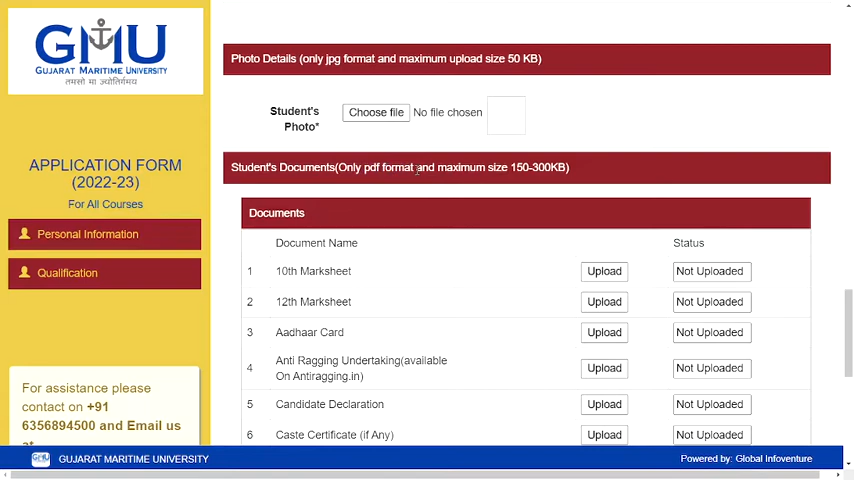 GMU
GUJARAT MARITIME UNIVERSITY
तमसो मा ज्योतिर्गमय
APPLICATION FORM
(2022-23)
For All Courses
Personal Information
Qualification
For assistance please
contact on +91
6356894500 and Email us
at
Photo Details (only jpg format and maximum upload size 50 KB)
Student's
Photo*
Choose file No file chosen
Student's Documents(Only pdf format and maximum size 150-300KB)
Documents
Document Name Status
1 10th Marksheet Upload Not Uploaded
2 12th Marksheet Upload Not Uploaded
3 Aadhaar Card Upload Not Uploaded
4 Anti Ragging Undertaking(available
On Antiragging.in) Upload Not Uploaded
5 Candidate Declaration Upload Not Uploaded
6 Caste Certificate (if Any) Upload Not Uploaded
GMU
GUJARAT MARITIME UNIVERSITY
Powered by: Global Infoventure